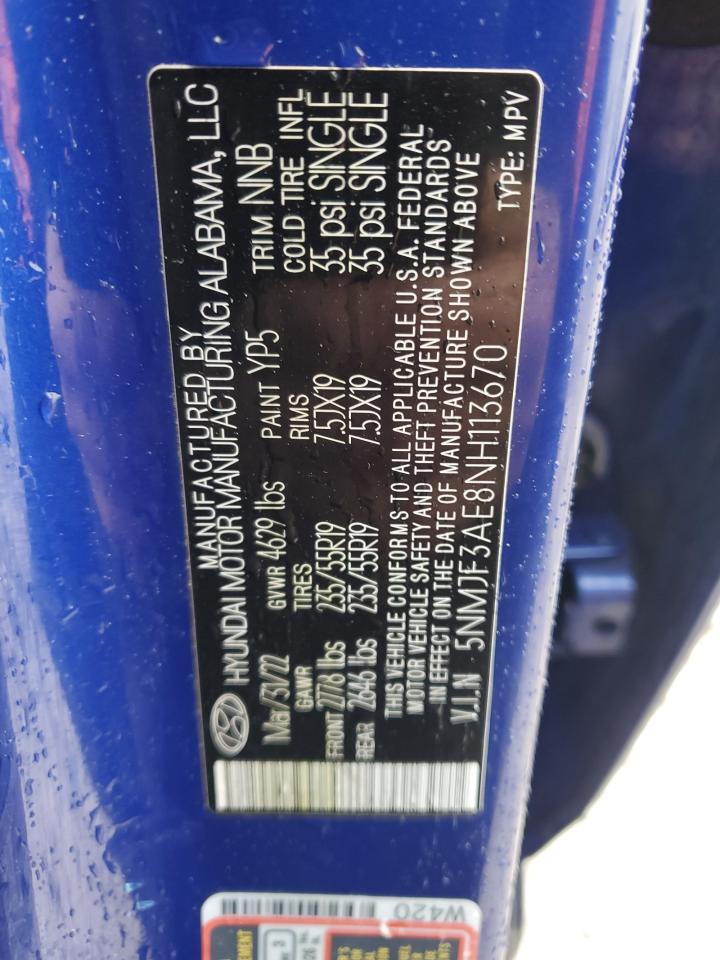 MANUFACTURED BY
HYUNDAI MOTOR MANUFACTURING ALABAMA, LLC
Mar/31/22 GVWR 4629 lbs PAINT YP5 TRIM NNB
GAWR TIRES RIMS COLD TIRE INFL
FRONT 2778 lbs 235/55R19 7.5JX19 35 psi SINGLE
REAR 2646 lbs 235/55R19 7.5JX19 35 psi SINGLE
THIS VEHICLE CONFORMS TO ALL APPLICABLE U.S.A. FEDERAL
MOTOR VEHICLE SAFETY AND THEFT PREVENTION STANDARDS
IN EFFECT ON THE DATE OF MANUFACTURE SHOWN ABOVE
V.I.N 5NMJF3AE8NH113670
TYPE: MPV
W420